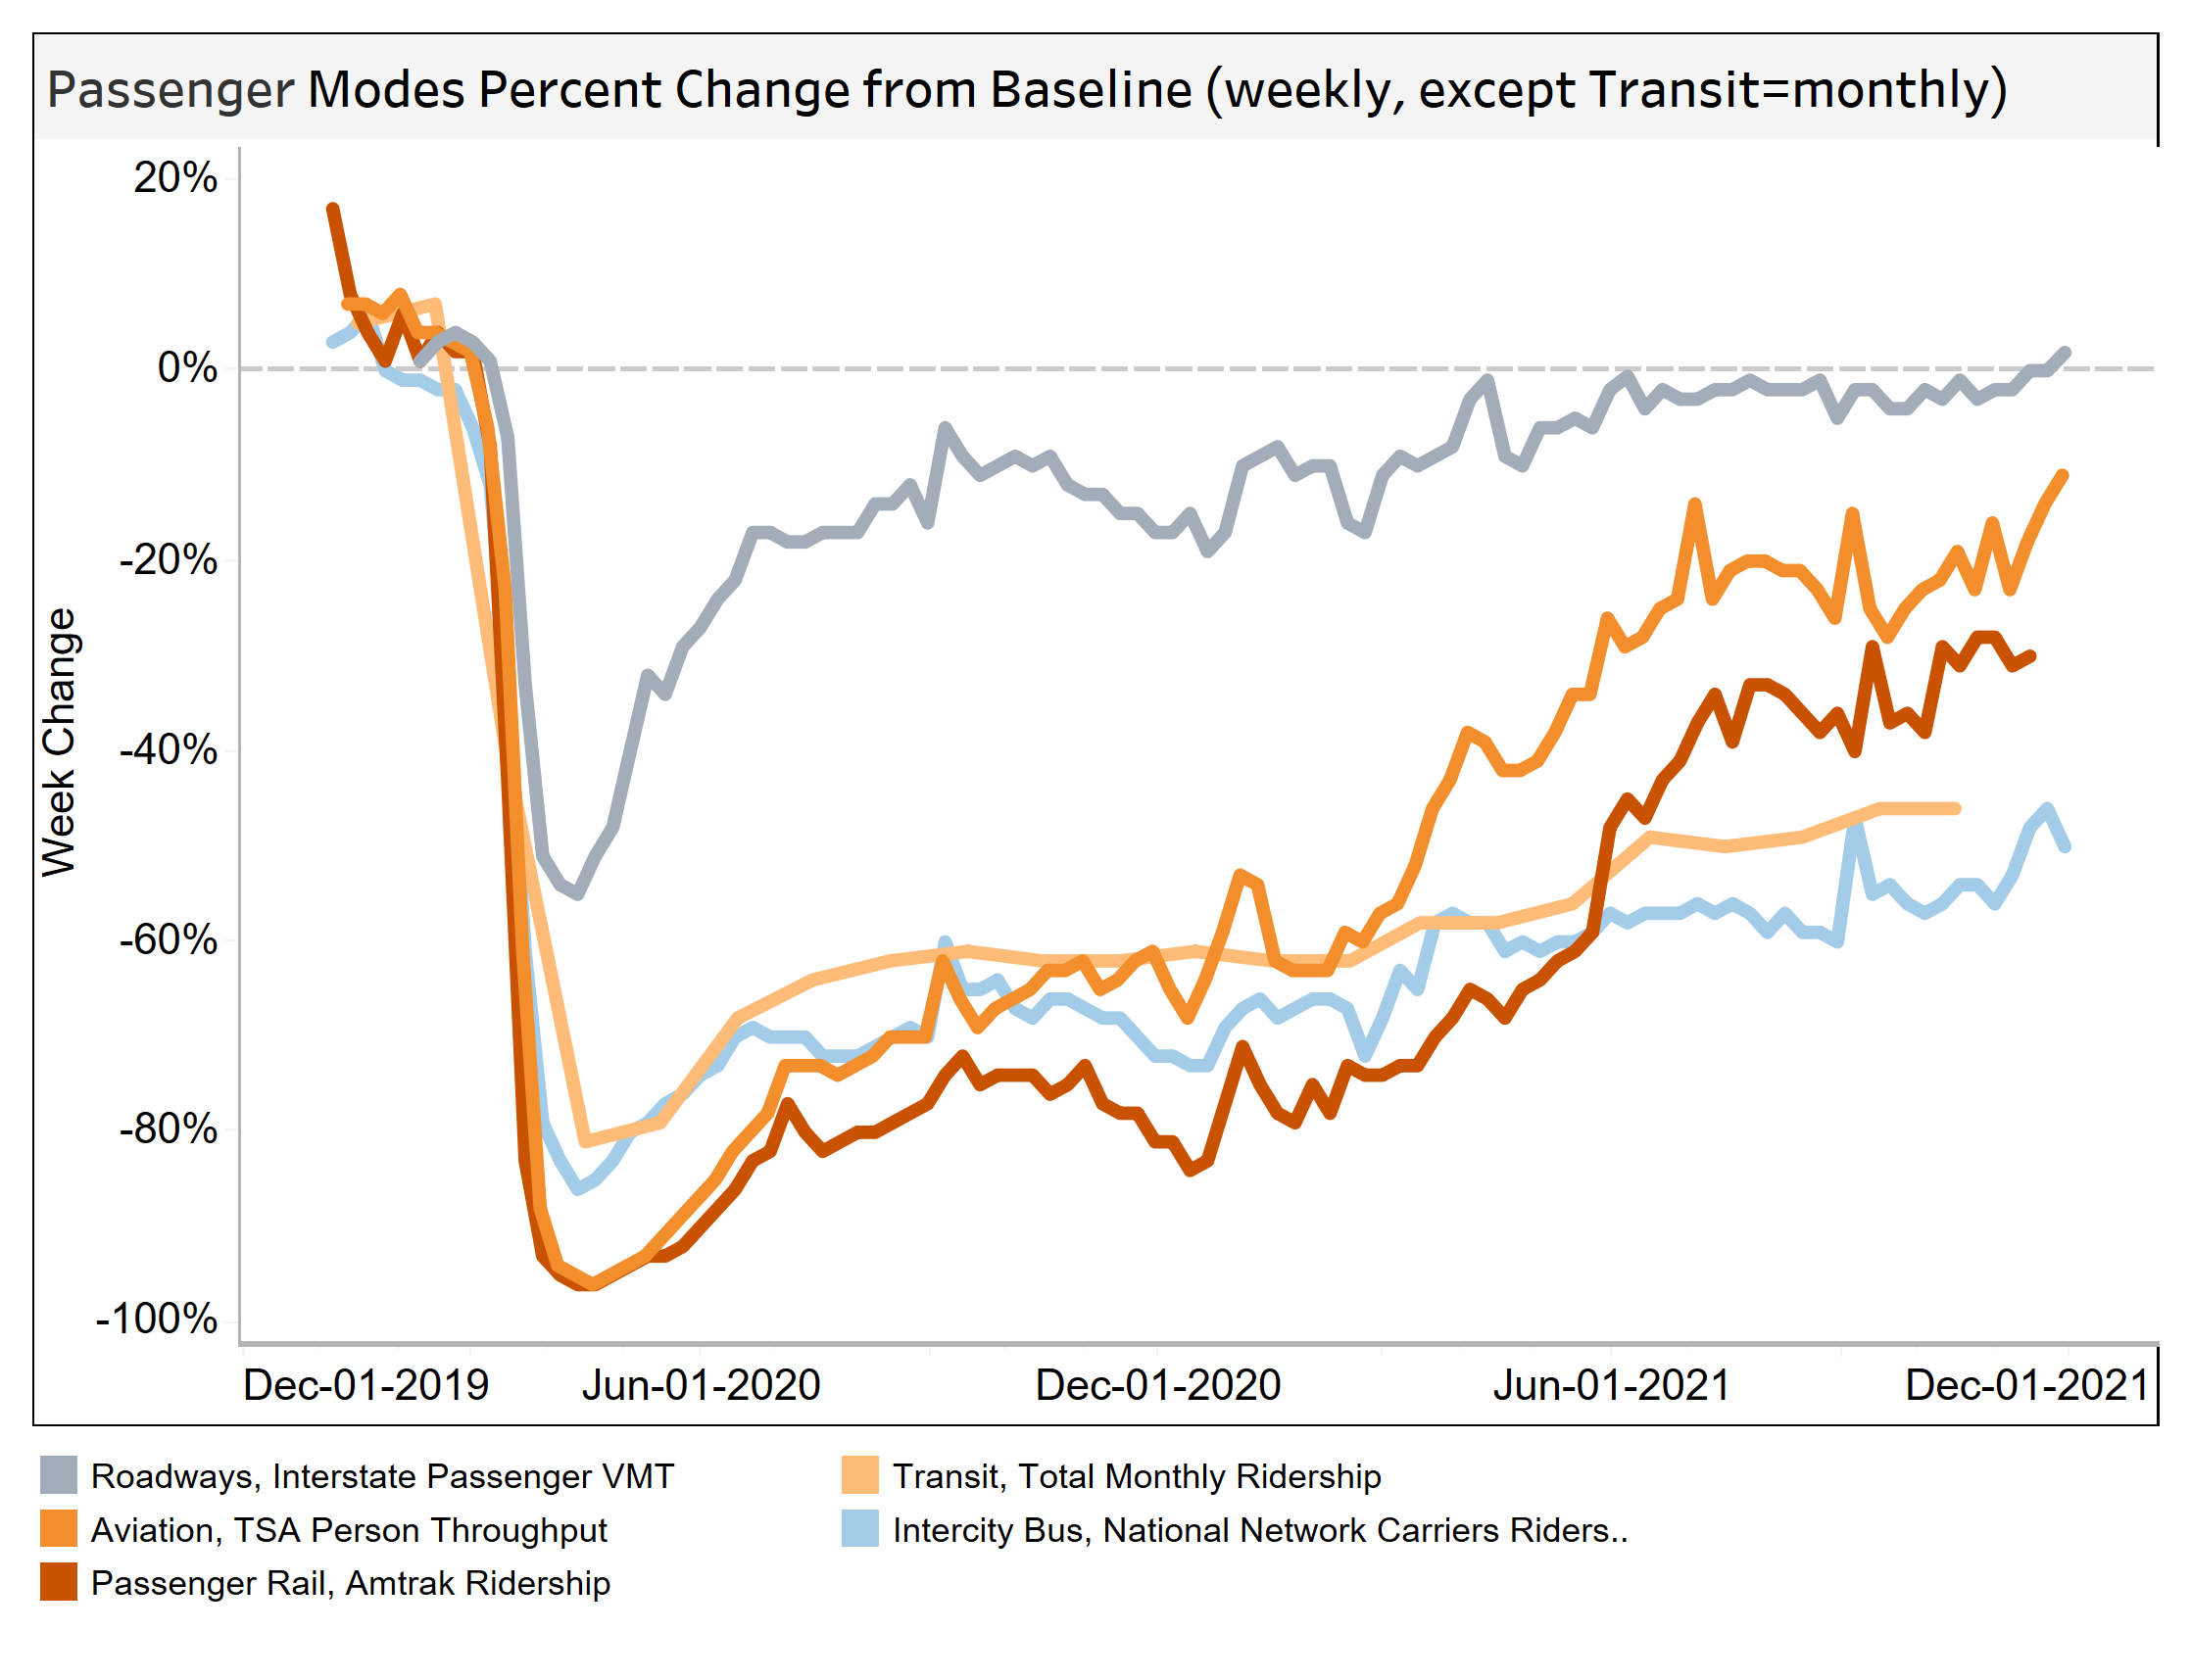 Passenger Modes Percent Change from Baseline (weekly, except Transit=monthly)
20%
0%
-20%
-40%
-60%
-80%
-100%
Week Change
Dec-01-2019
Jun-01-2020
Dec-01-2020
Jun-01-2021
Dec-01-2021
Roadways, Interstate Passenger VMT
Aviation, TSA Person Throughput
Passenger Rail, Amtrak Ridership
Transit, Total Monthly Ridership
Intercity Bus, National Network Carriers Riders..